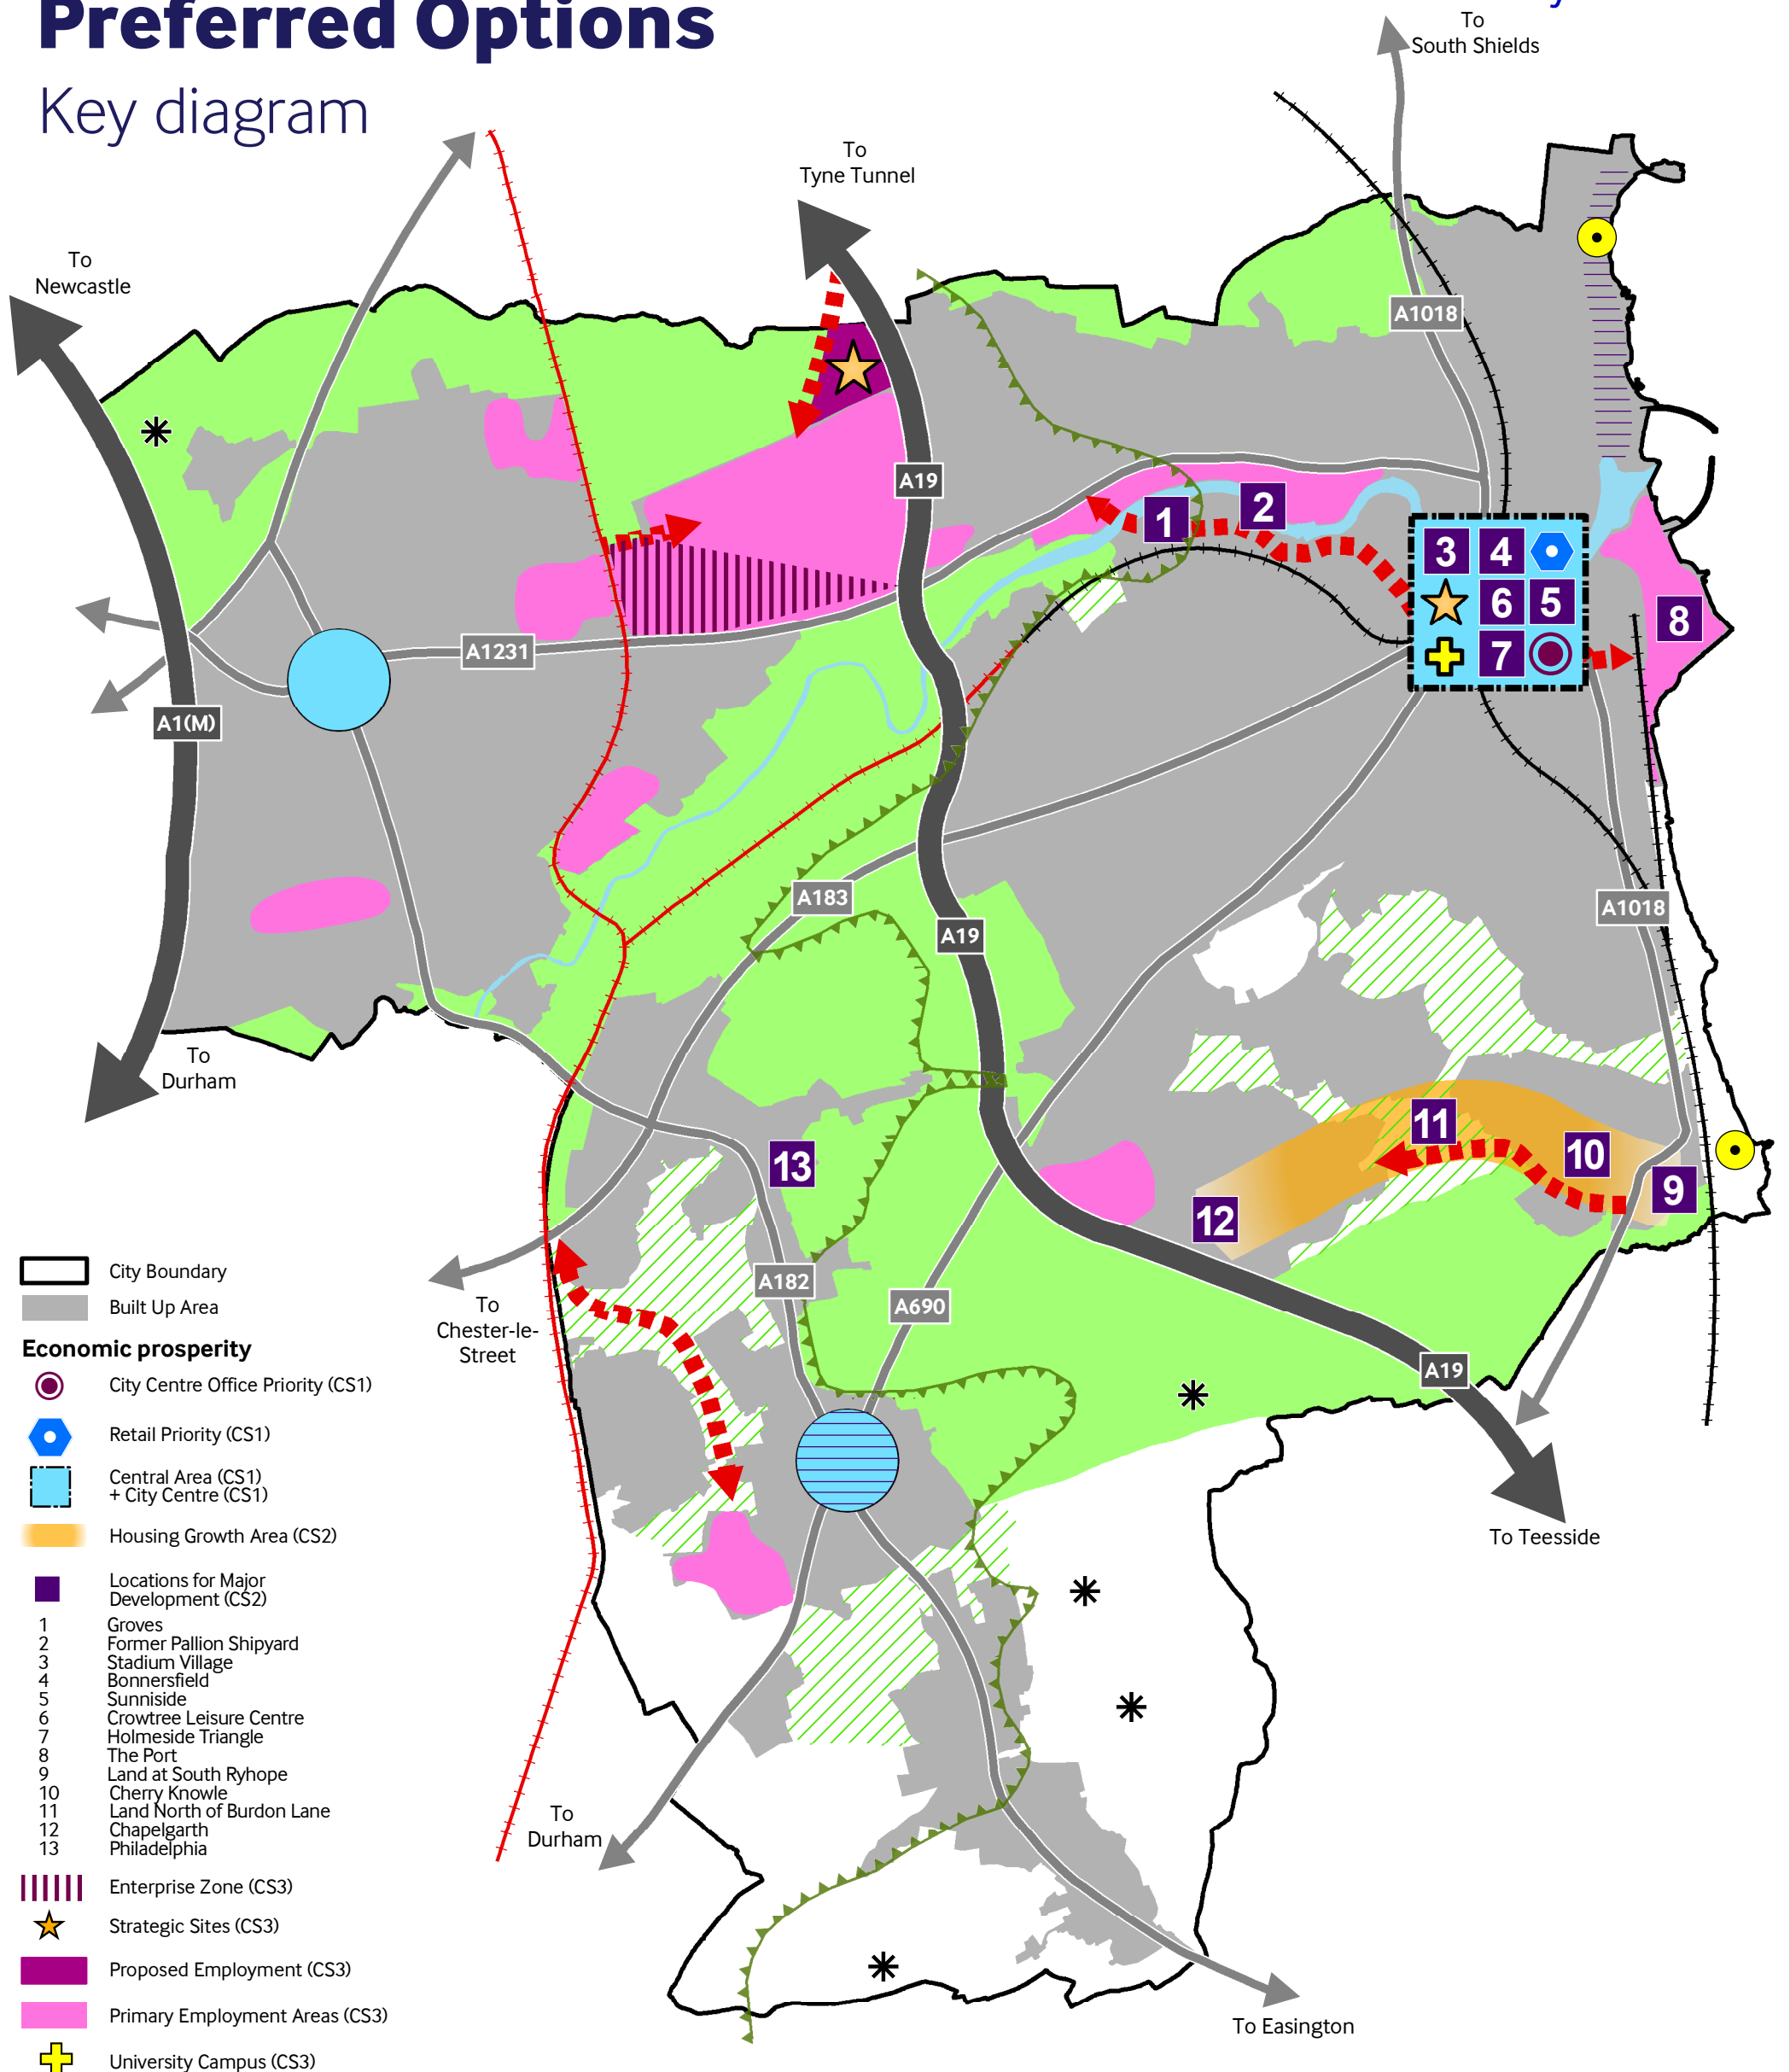 Preferred Options
Key diagram
y
To
South Shields
To
Tyne Tunnel
To
Newcastle
A1018
A19
1
2
3
4
6
5
7
8
A1231
A1(M)
A183
A19
A1018
To
Durham
11
10
9
12
13
A182
A690
To
Chester-le-
Street
A19
To Teesside
To
Durham
To Easington
City Boundary
Built Up Area
Economic prosperity
City Centre Office Priority (CS1)
Retail Priority (CS1)
Central Area (CS1)
+ City Centre (CS1)
Housing Growth Area (CS2)
Locations for Major
Development (CS2)
1 Groves
2 Former Pallion Shipyard
3 Stadium Village
4 Bonnersfield
5 Sunniside
6 Crowtree Leisure Centre
7 Holmeside Triangle
8 The Port
9 Land at South Ryhope
10 Cherry Knowle
11 Land North of Burdon Lane
12 Chapelgarth
13 Philadelphia
Enterprise Zone (CS3)
Strategic Sites (CS3)
Proposed Employment (CS3)
Primary Employment Areas (CS3)
University Campus (CS3)